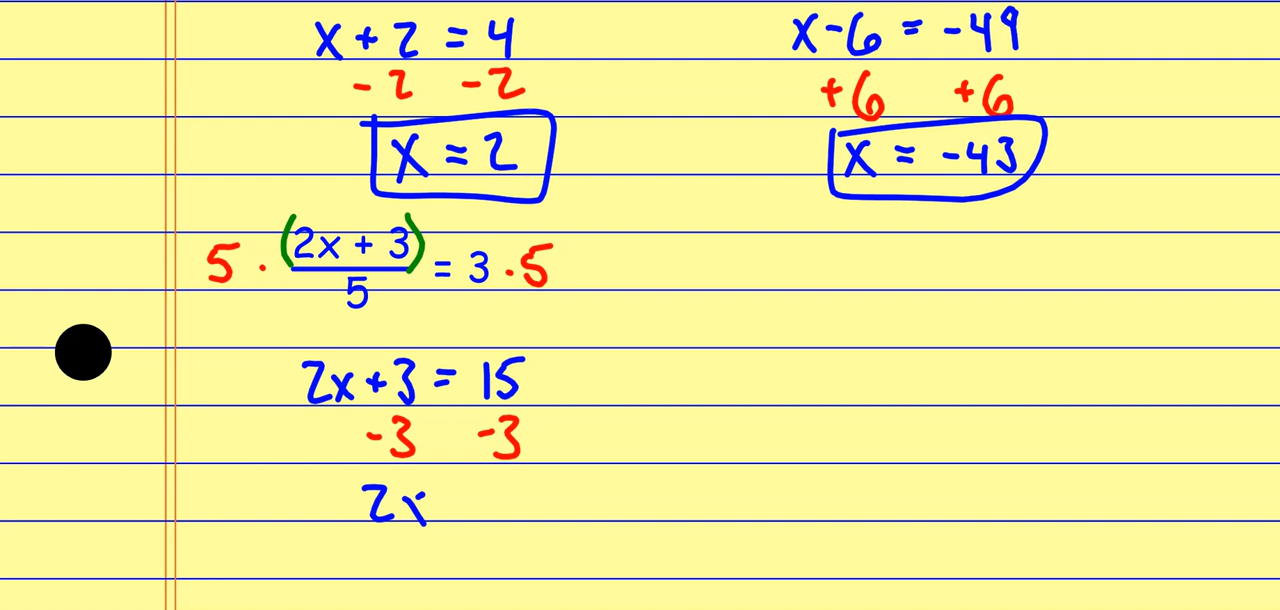 x + 2 = 4
- 2 - 2
x = 2
x - 6 = -49
+6 +6
x = -43
5 · (2x + 3) = 3 · 5
5
2x + 3 = 15
-3 -3
2x